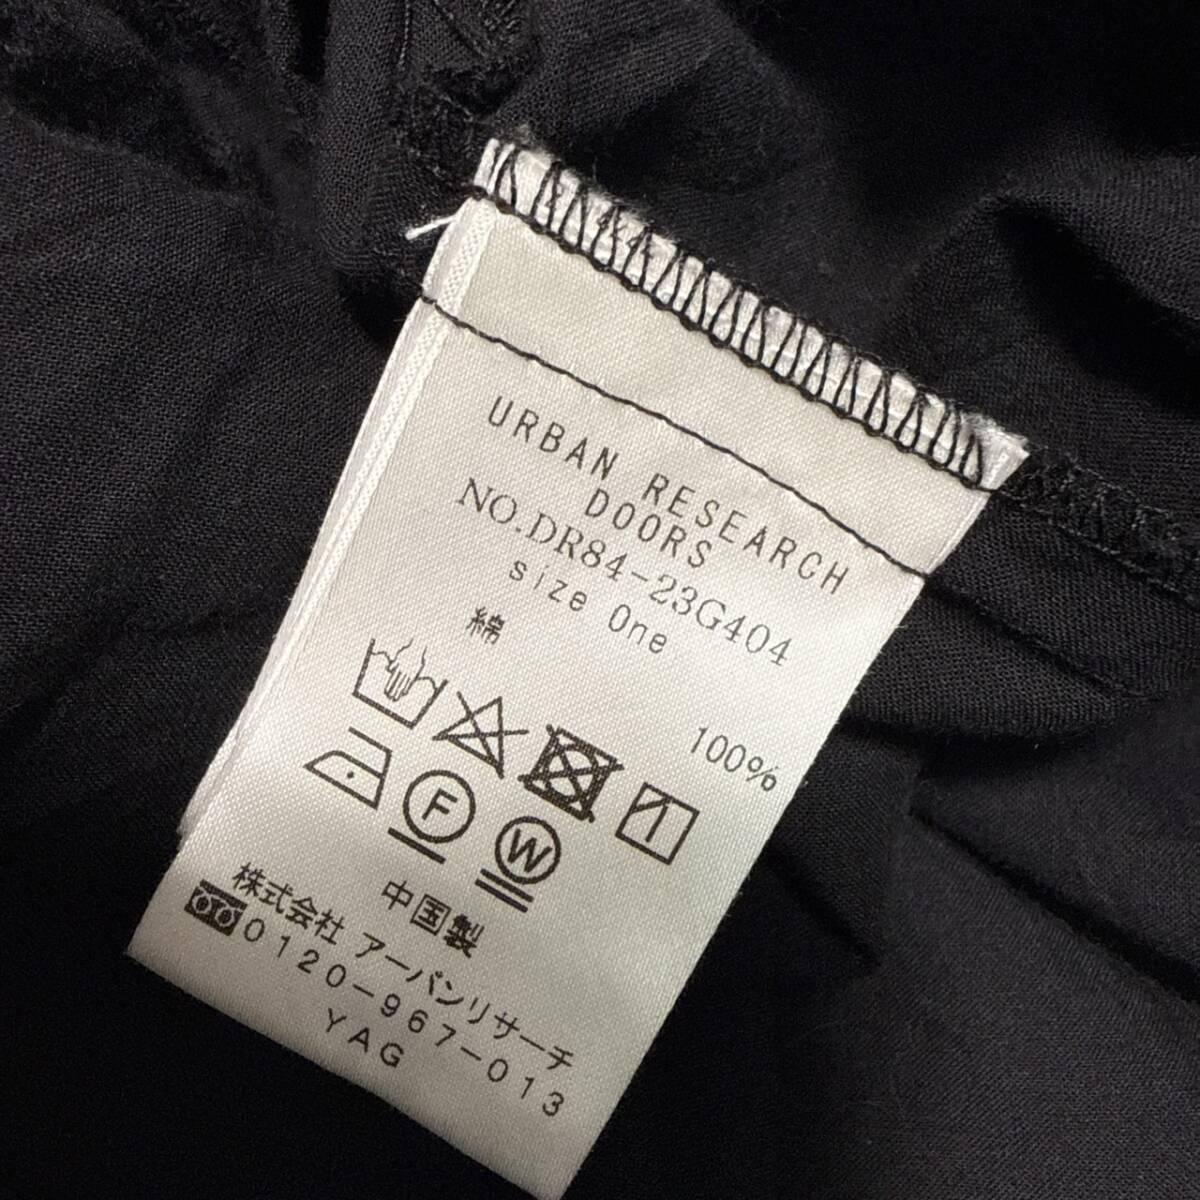 URBAN RESEARCH
DOORS
NO.DR84-23G404
size One
綿 100%
F W
中国製
株式会社 アーバンリサーチ
0120-967-013
YAG